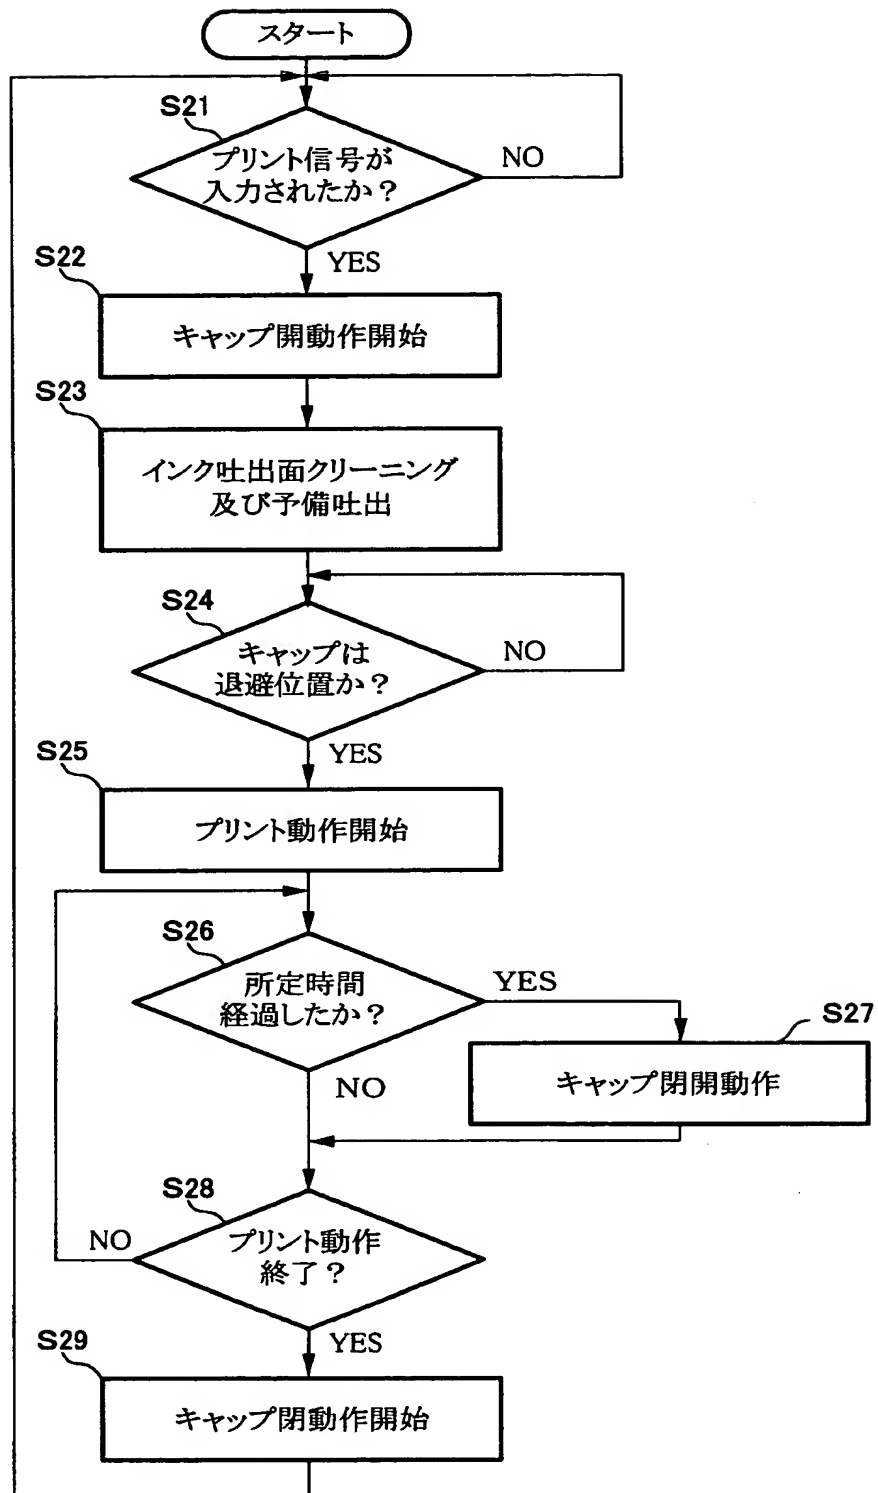 スタート
S21
プリント信号が
入力されたか？
NO
YES
S22
キャップ開動作開始
S23
インク吐出面クリーニング
及び予備吐出
S24
キャップは
退避位置か？
NO
YES
S25
プリント動作開始
S26
所定時間
経過したか？
YES
NO
S27
キャップ閉開動作
S28
プリント動作
終了？
NO
YES
S29
キャップ閉動作開始